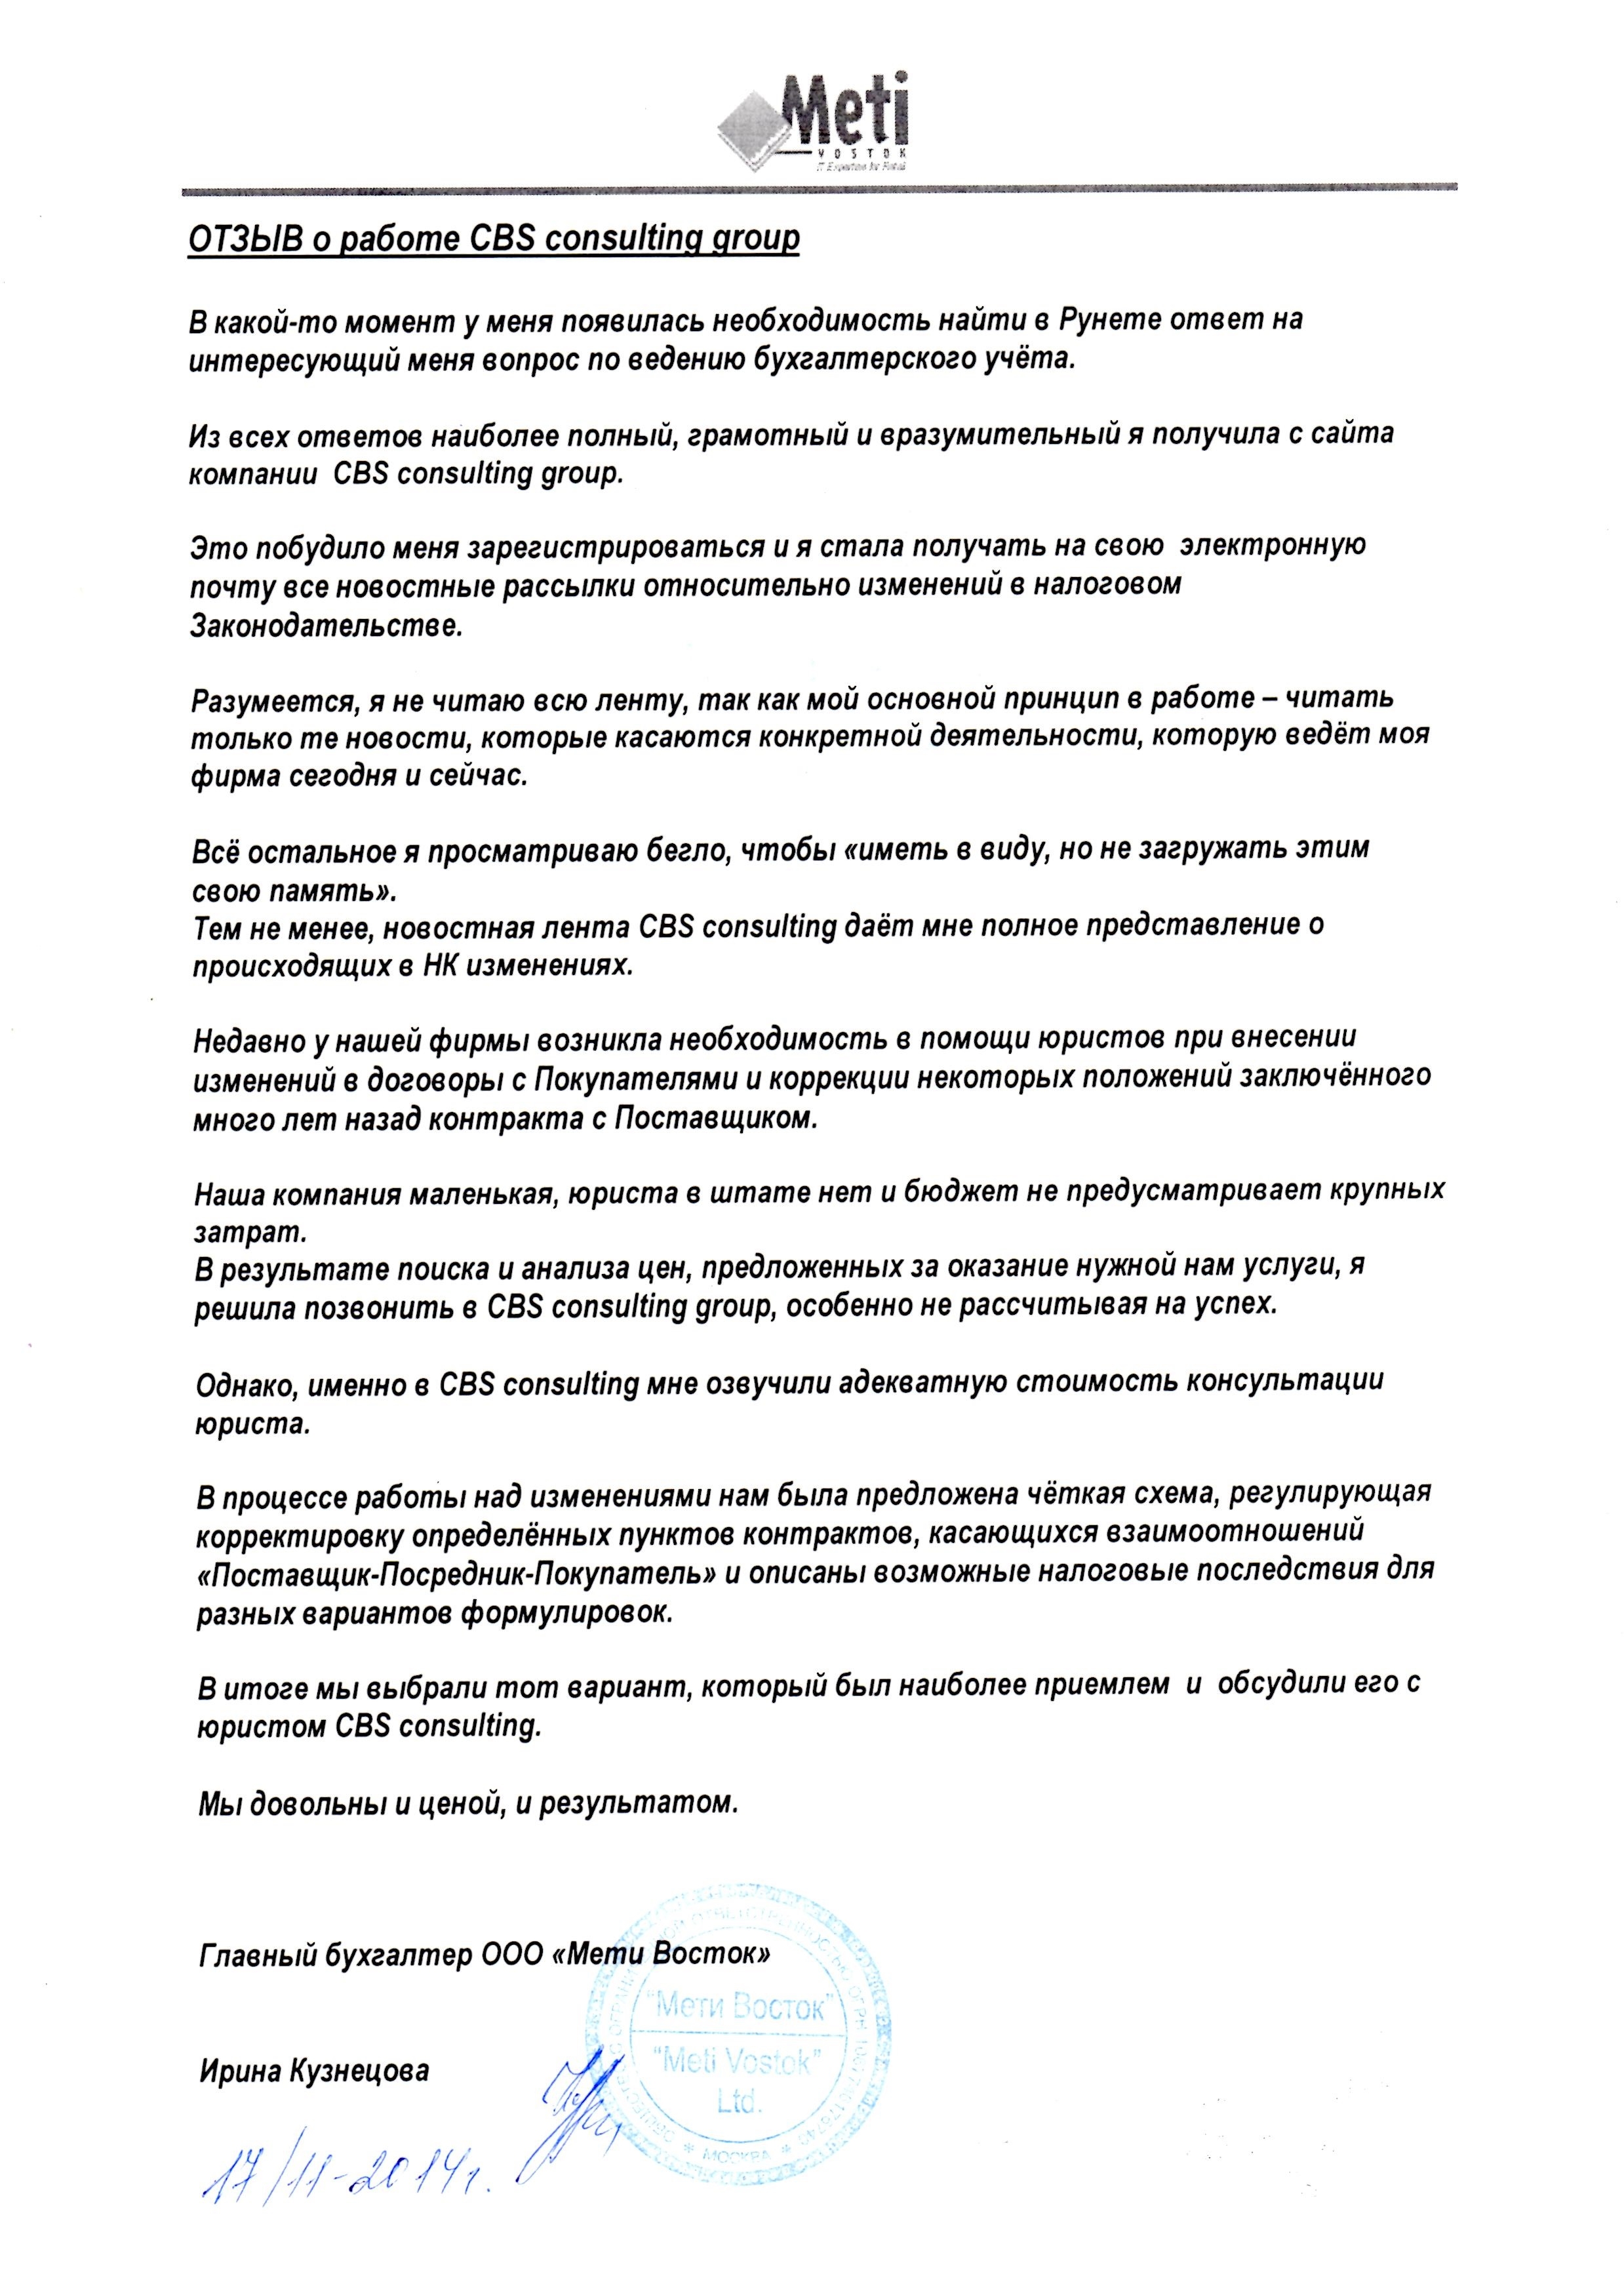 Meti
VOSTOK
ОТЗЫВ о работе CBS consulting group
В какой-то момент у меня появилась необходимость найти в Рунете ответ на
интересующий меня вопрос по ведению бухгалтерского учёта.
Из всех ответов наиболее полный, грамотный и вразумительный я получила с сайта
компании CBS consulting group.
Это побудило меня зарегистрироваться и я стала получать на свою электронную
почту все новостные рассылки относительно изменений в налоговом
Законодательстве.
Разумеется, я не читаю всю ленту, так как мой основной принцип в работе – читать
только те новости, которые касаются конкретной деятельности, которую ведёт моя
фирма сегодня и сейчас.
Всё остальное я просматриваю бегло, чтобы «иметь в виду, но не загружать этим
свою память».
Тем не менее, новостная лента CBS consulting даёт мне полное представление о
происходящих в НК изменениях.
Недавно у нашей фирмы возникла необходимость в помощи юристов при внесении
изменений в договоры с Покупателями и коррекции некоторых положений заключённого
много лет назад контракта с Поставщиком.
Наша компания маленькая, юриста в штате нет и бюджет не предусматривает крупных
затрат.
В результате поиска и анализа цен, предложенных за оказание нужной нам услуги, я
решила позвонить в CBS consulting group, особенно не рассчитывая на успех.
Однако, именно в CBS consulting мне озвучили адекватную стоимость консультации
юриста.
В процессе работы над изменениями нам была предложена чёткая схема, регулирующая
корректировку определённых пунктов контрактов, касающихся взаимоотношений
«Поставщик-Посредник-Покупатель» и описаны возможные налоговые последствия для
разных вариантов формулировок.
В итоге мы выбрали тот вариант, который был наиболее приемлем и обсудили его с
юристом CBS consulting.
Мы довольны и ценой, и результатом.
Главный бухгалтер ООО «Мети Восток»
"Мети Восток"
"Meti Vostok"
Ltd.
МОСКВА
Ирина Кузнецова
17/11-2014г.